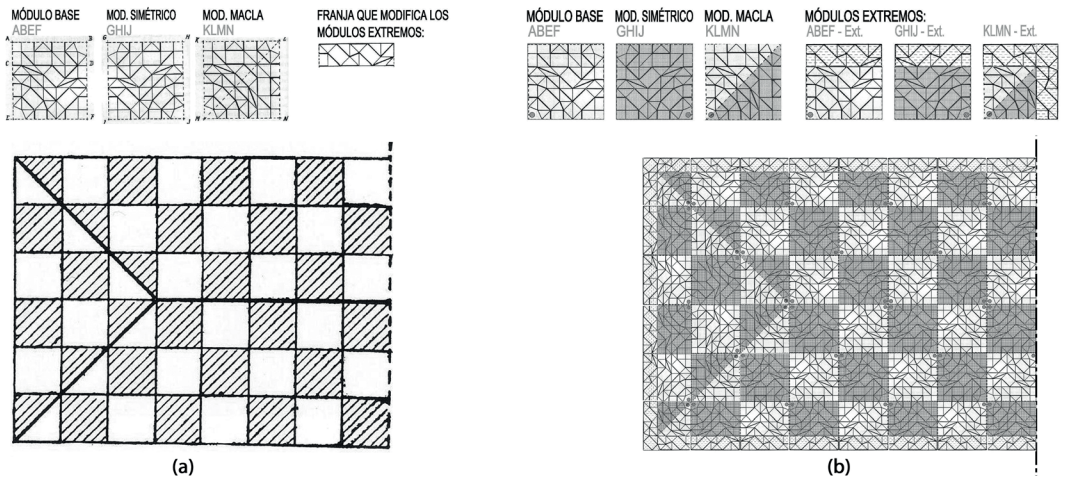 MÓDULO BASE
ABEF
MOD. SIMÉTRICO
GHIJ
MOD. MACLA
KLMN
FRANJA QUE MODIFICA LOS
MÓDULOS EXTREMOS:
A B
C D
E F
G H
I J
K L
M N
(a)
MÓDULO BASE
ABEF
MOD. SIMÉTRICO
GHIJ
MOD. MACLA
KLMN
MÓDULOS EXTREMOS:
ABEF - Ext.
GHIJ - Ext.
KLMN - Ext.
(b)